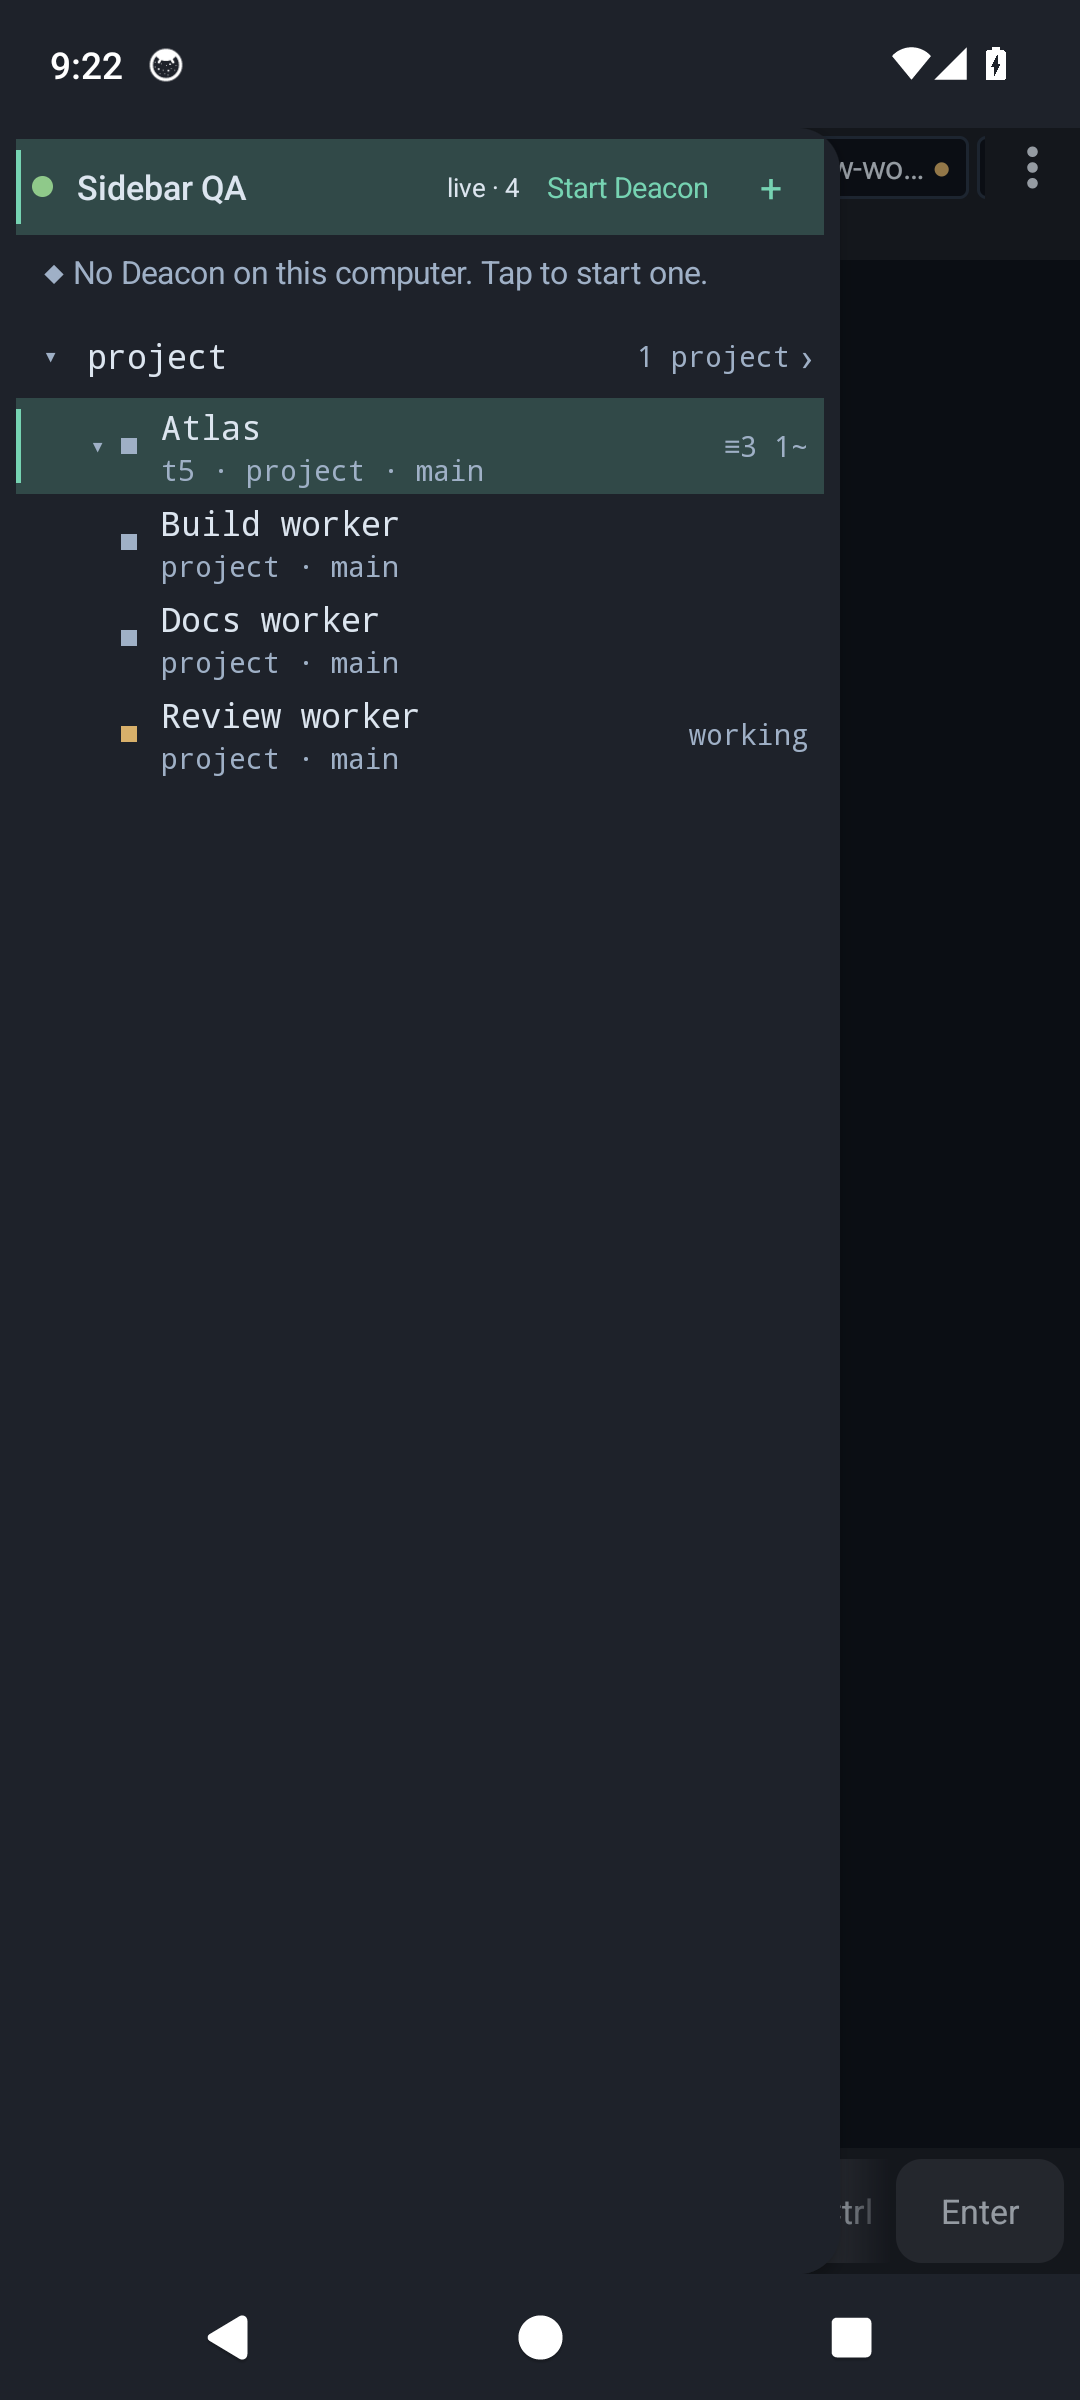 9:22
Sidebar QA live · 4 Start Deacon +
w-wo...
◆ No Deacon on this computer. Tap to start one.
▾ project 1 project ›
▾ Atlas ≡3 1~
t5 · project · main
Build worker
project · main
Docs worker
project · main
Review worker working
project · main
trl Enter